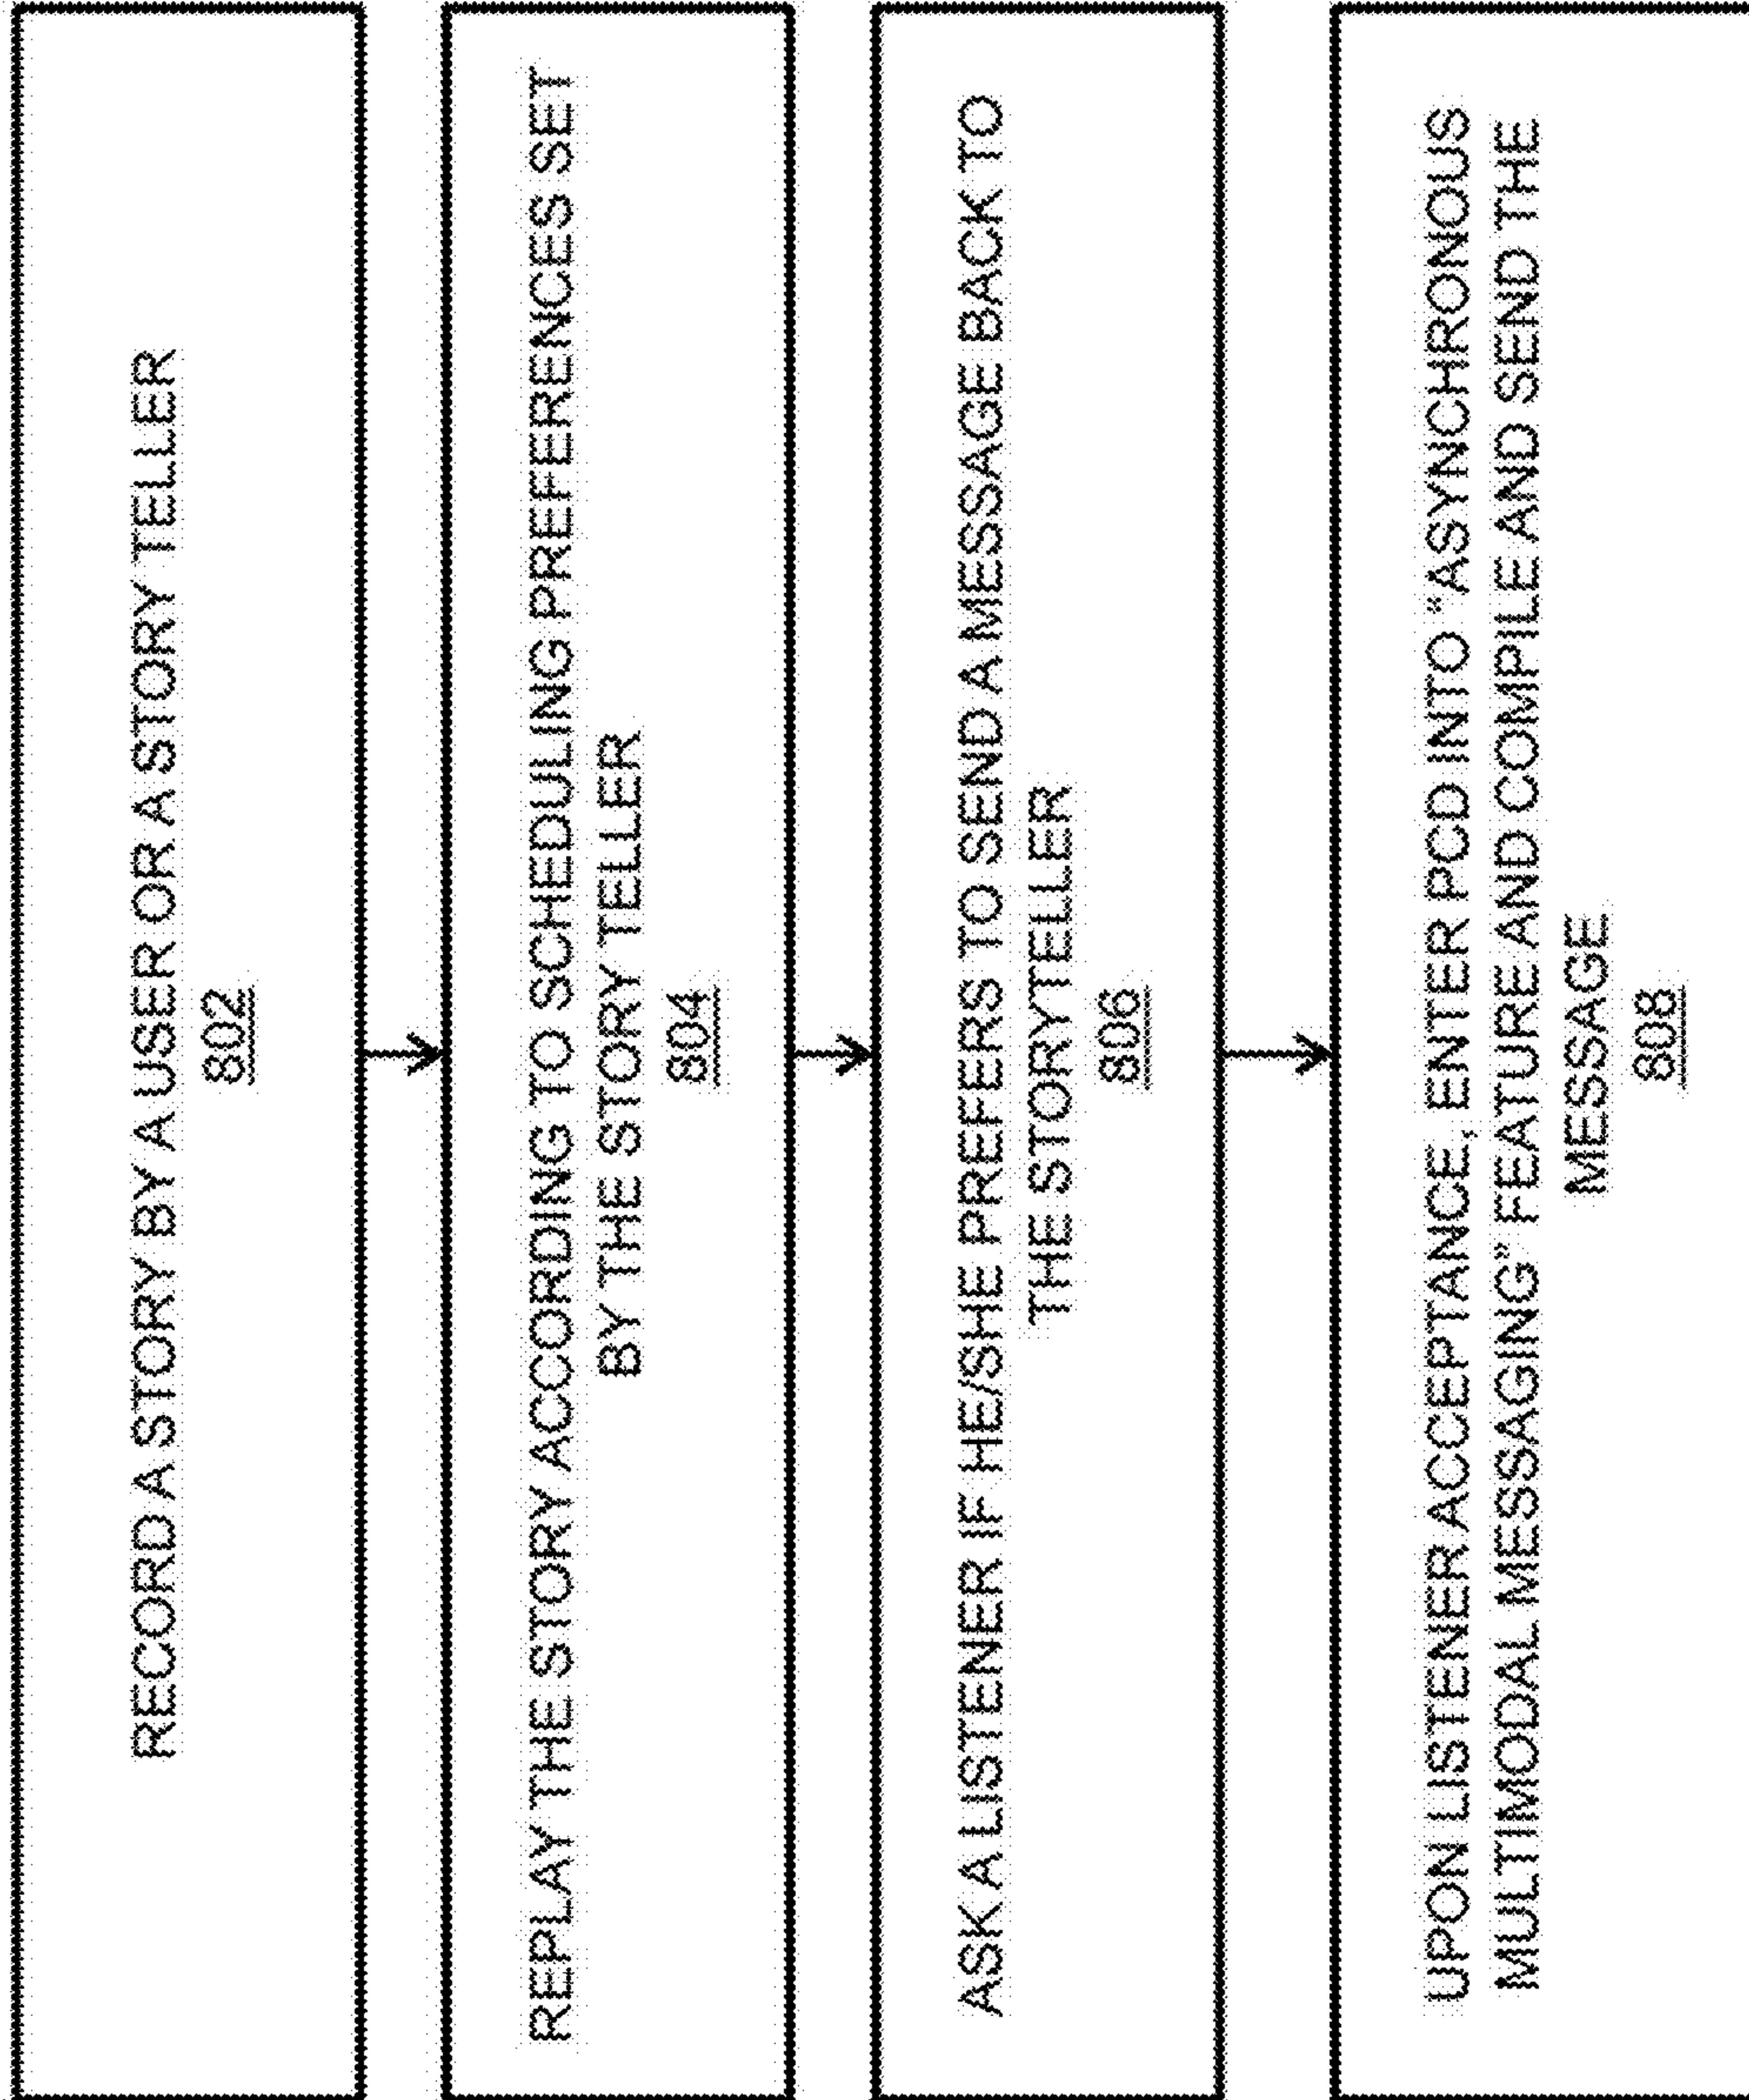 RECORD A STORY BY A USER OR A STORY TELLER
802
REPLAY THE STORY ACCORDING TO SCHEDULING PREFERENCES SET
BY THE STORY TELLER
804
ASK A LISTENER IF HE/SHE PREFERS TO SEND A MESSAGE BACK TO
THE STORYTELLER
806
UPON LISTENER ACCEPTANCE, ENTER PCD INTO "ASYNCHRONOUS
MULTIMODAL MESSAGING" FEATURE AND COMPILE AND SEND THE
MESSAGE
808